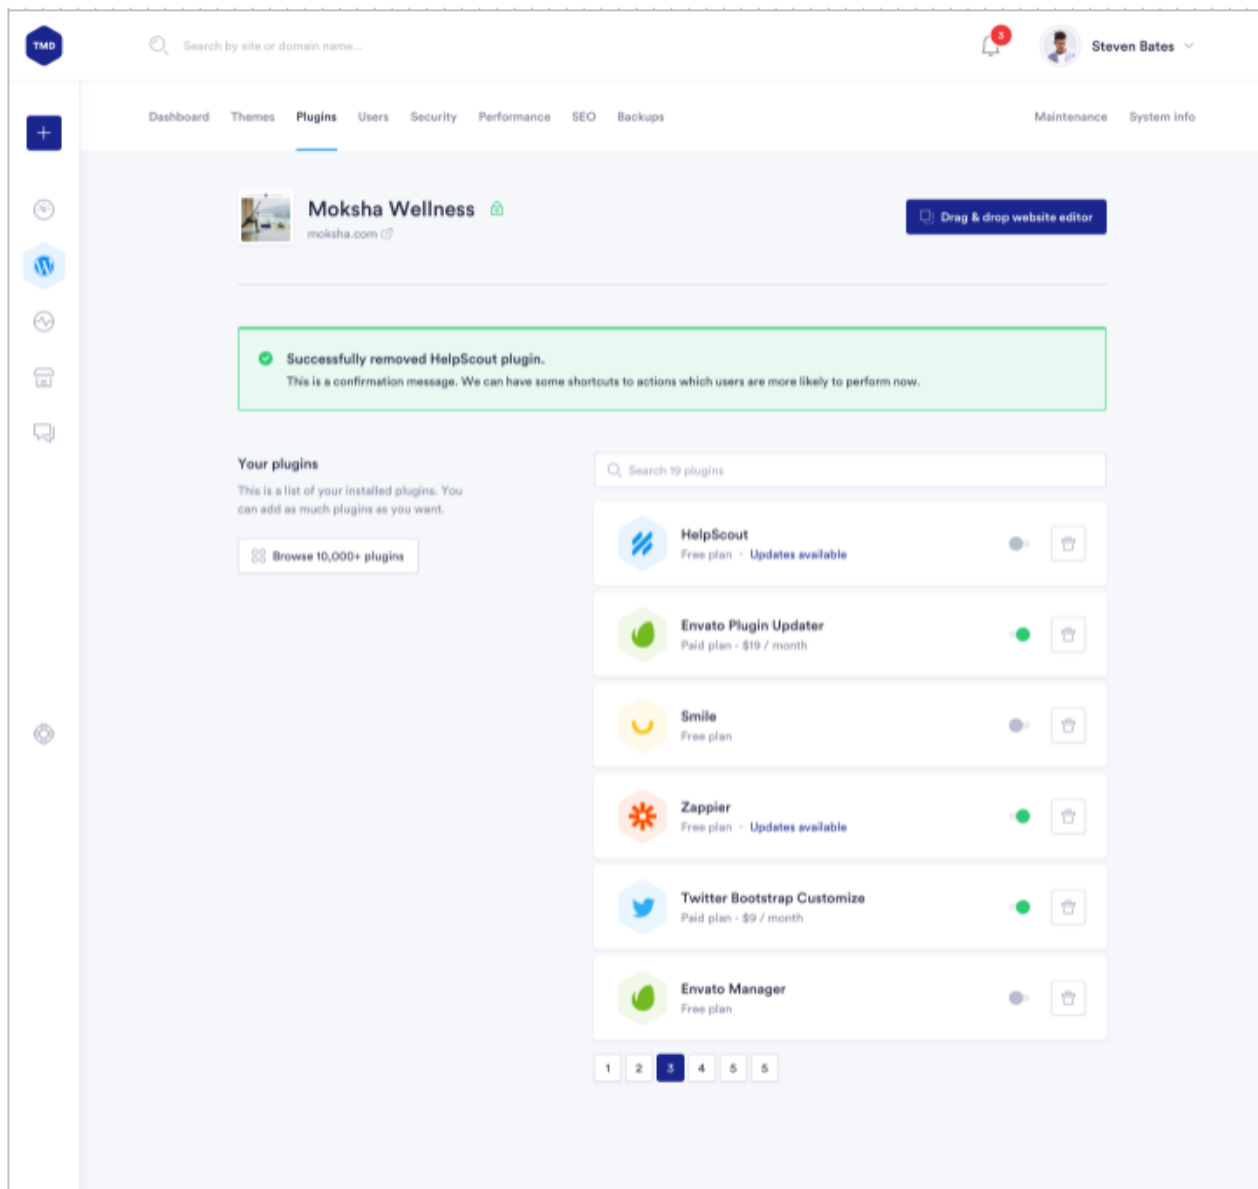 TMD
Search by site or domain name...
3
Steven Bates
Dashboard Themes Plugins Users Security Performance SEO Backups Maintenance System info
Moksha Wellness
moksha.com
Drag & drop website editor
Successfully removed HelpScout plugin.
This is a confirmation message. We can have some shortcuts to actions which users are more likely to perform now.
Your plugins
This is a list of your installed plugins. You
can add as much plugins as you want.
Browse 10,000+ plugins
Search 19 plugins
HelpScout
Free plan - Updates available
Envato Plugin Updater
Paid plan - $19 / month
Smile
Free plan
Zappier
Free plan - Updates available
Twitter Bootstrap Customize
Paid plan - $9 / month
Envato Manager
Free plan
1 2 3 4 5 5